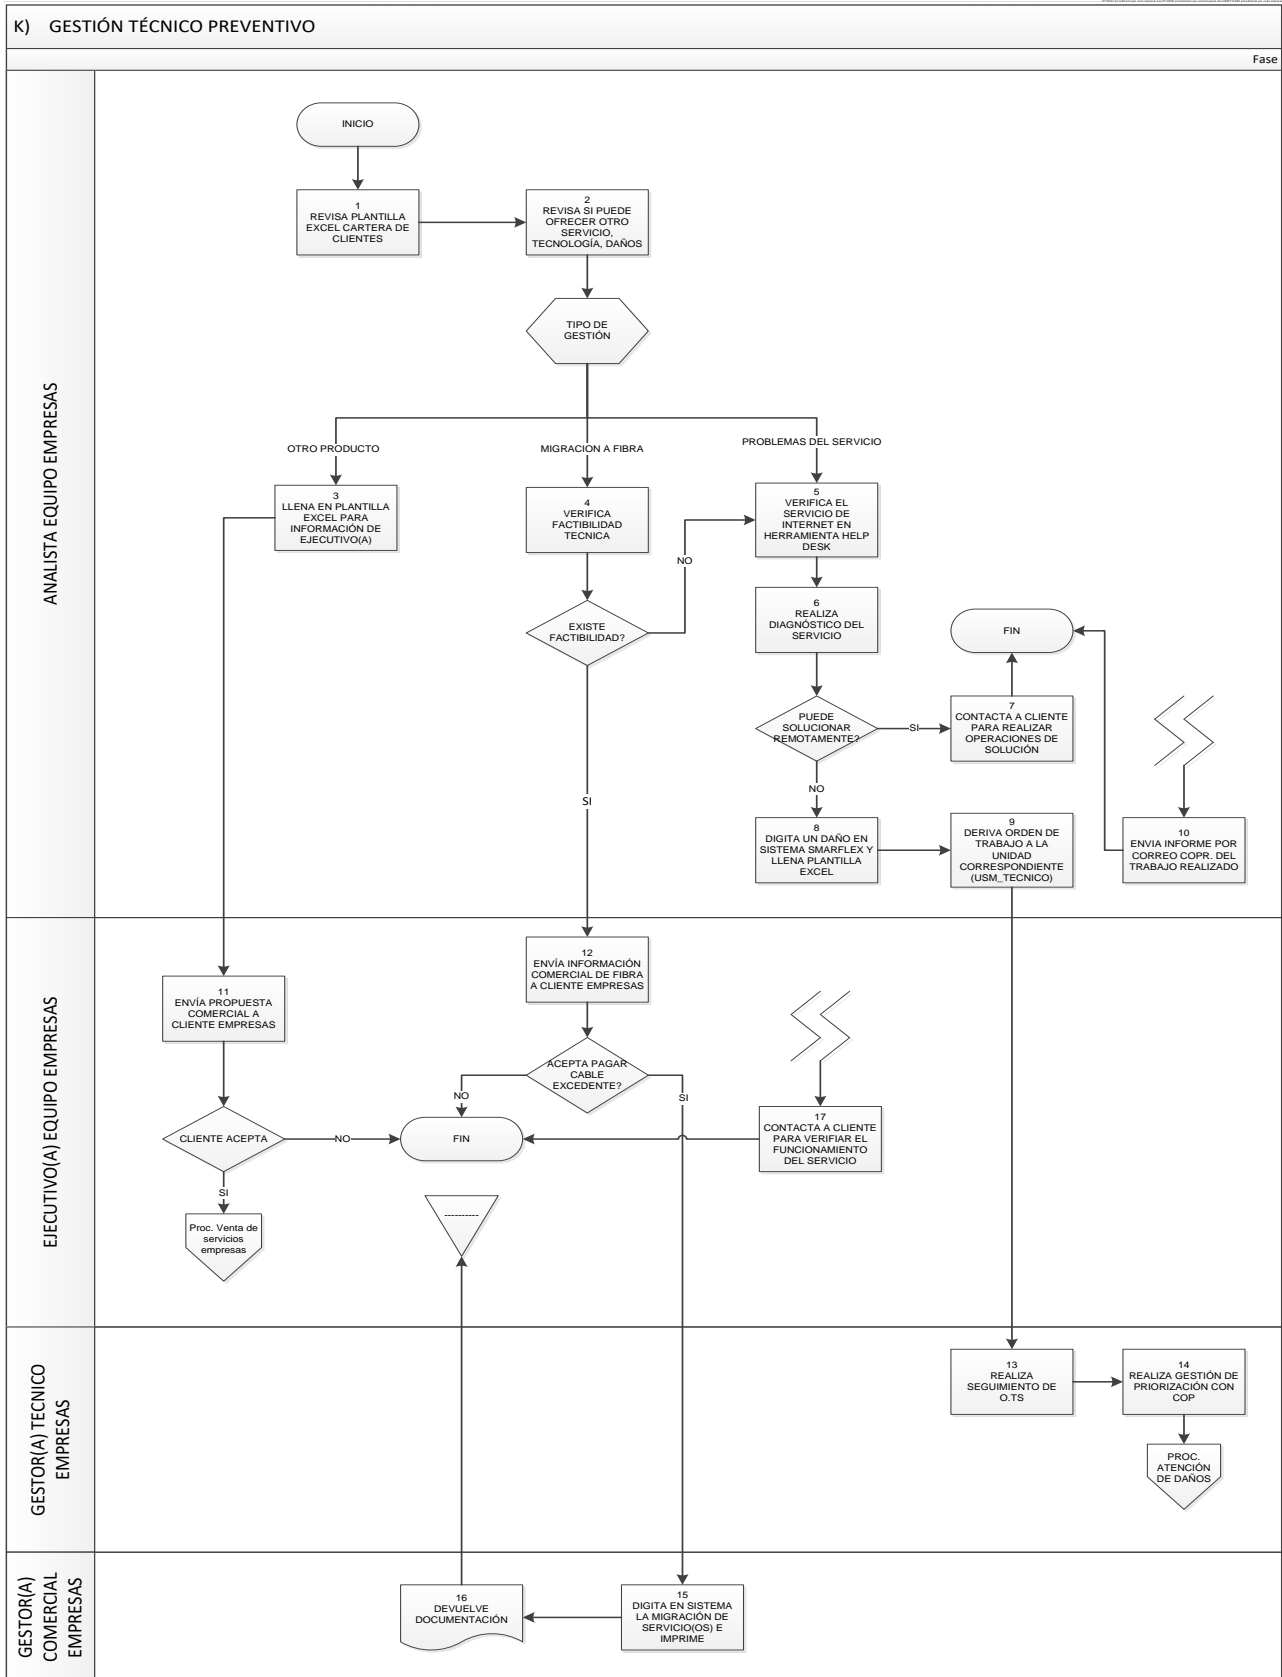 K) GESTIÓN TÉCNICO PREVENTIVO
Fase
ANALISTA EQUIPO EMPRESAS
INICIO
1
REVISA PLANTILLA
EXCEL CARTERA DE
CLIENTES
2
REVISA SI PUEDE
OFRECER OTRO
SERVICIO,
TECNOLOGÍA, DAÑOS
TIPO DE
GESTIÓN
OTRO PRODUCTO
MIGRACION A FIBRA
PROBLEMAS DEL SERVICIO
3
LLENA EN PLANTILLA
EXCEL PARA
INFORMACIÓN DE
EJECUTIVO(A)
4
VERIFICA
FACTIBILIDAD
TECNICA
5
VERIFICA EL
SERVICIO DE
INTERNET EN
HERRAMIENTA HELP
DESK
NO
EXISTE
FACTIBILIDAD?
6
REALIZA
DIAGNÓSTICO DEL
SERVICIO
FIN
PUEDE
SOLUCIONAR
REMOTAMENTE?
SI
7
CONTACTA A CLIENTE
PARA REALIZAR
OPERACIONES DE
SOLUCIÓN
NO
SI
8
DIGITA UN DAÑO EN
SISTEMA SMARFLEX Y
LLENA PLANTILLA
EXCEL
9
DERIVA ORDEN DE
TRABAJO A LA
UNIDAD
CORRESPONDIENTE
(USM_TECNICO)
10
ENVIA INFORME POR
CORREO COPR. DEL
TRABAJO REALIZADO
EJECUTIVO(A) EQUIPO EMPRESAS
11
ENVÍA PROPUESTA
COMERCIAL A
CLIENTE EMPRESAS
12
ENVÍA INFORMACIÓN
COMERCIAL DE FIBRA
A CLIENTE EMPRESAS
ACEPTA PAGAR
CABLE
EXCEDENTE?
NO
SI
CLIENTE ACEPTA
NO
FIN
17
CONTACTA A CLIENTE
PARA VERIFIAR EL
FUNCIONAMIENTO
DEL SERVICIO
SI
Proc. Venta de
servicios
empresas
----------
GESTOR(A) TECNICO
EMPRESAS
13
REALIZA
SEGUIMIENTO DE
O.TS
14
REALIZA GESTIÓN DE
PRIORIZACIÓN CON
COP
PROC.
ATENCIÓN
DE DAÑOS
GESTOR(A)
COMERCIAL
EMPRESAS
16
DEVUELVE
DOCUMENTACIÓN
15
DIGITA EN SISTEMA
LA MIGRACIÓN DE
SERVICIO(OS) E
IMPRIME